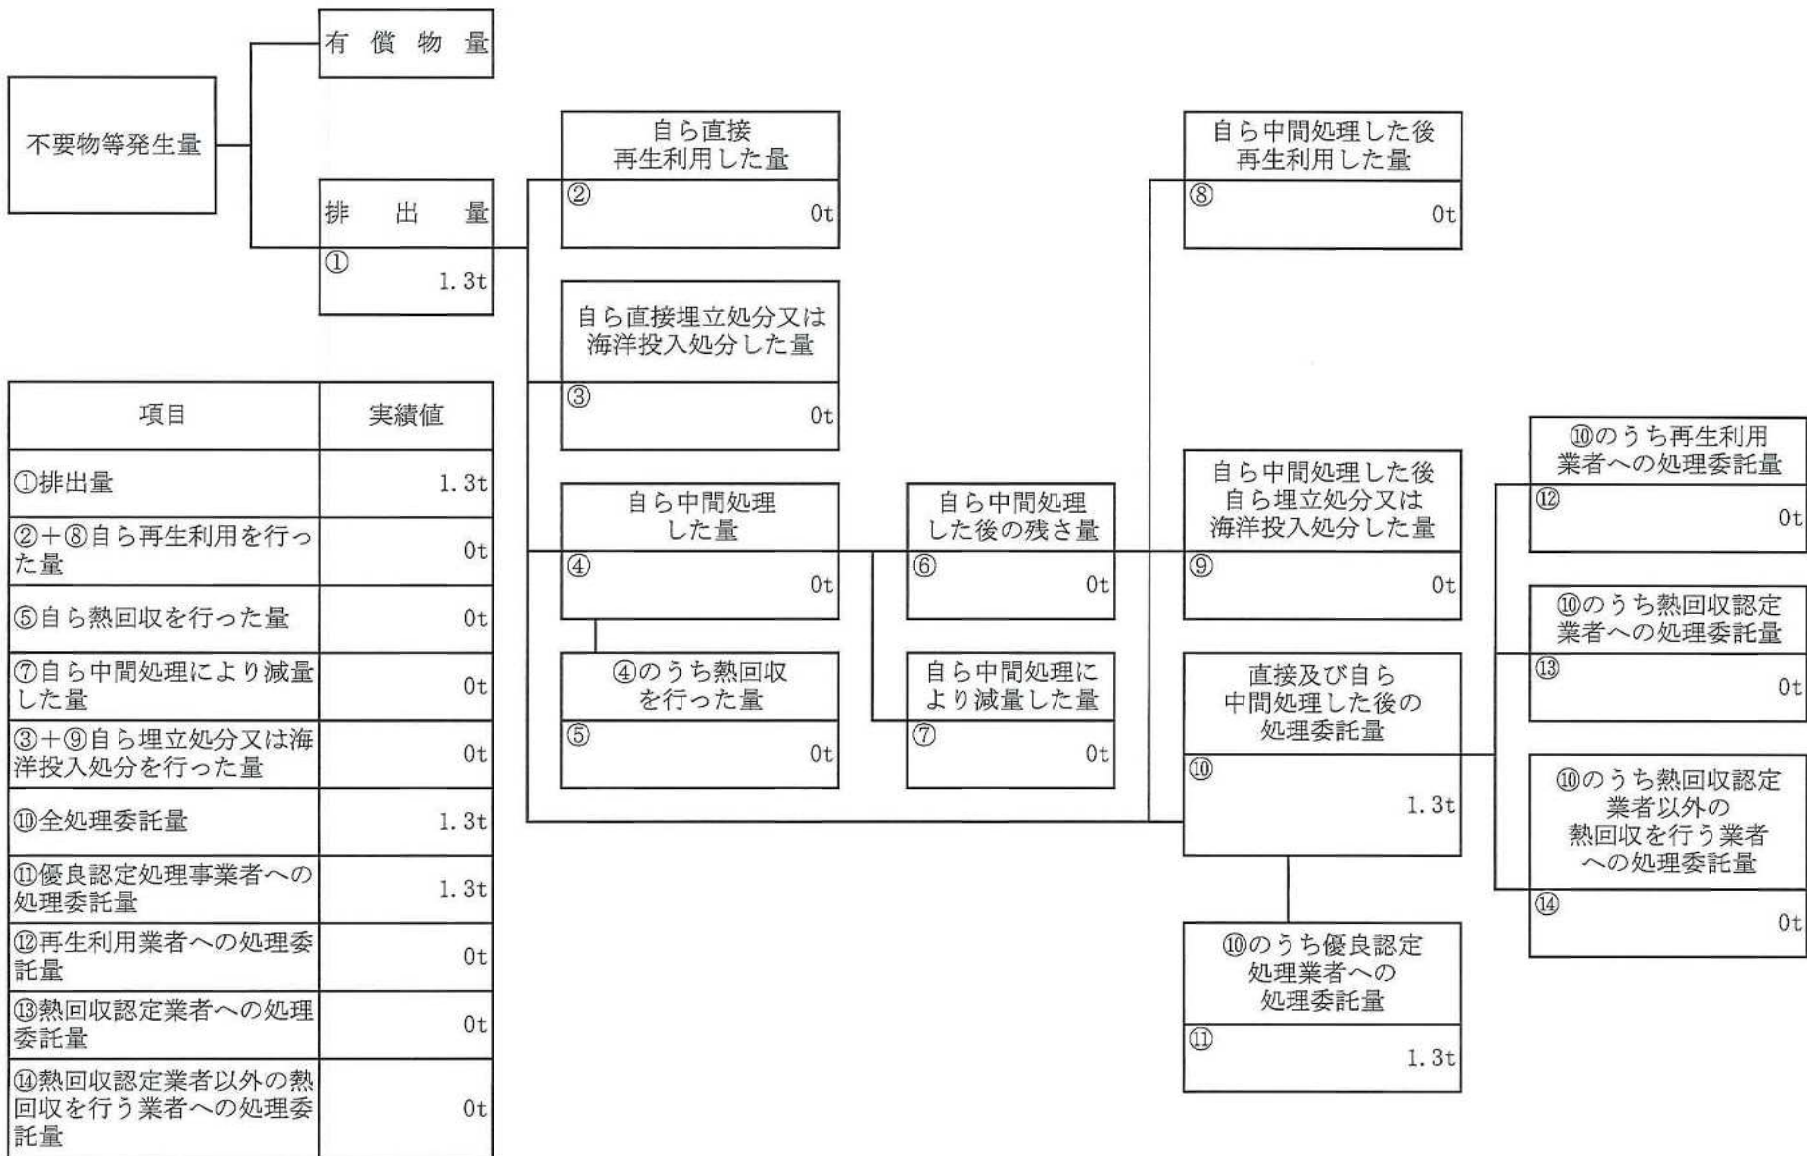 有償物量
不要物等発生量
排出量
①
1.3t
自ら直接
再生利用した量
②
0t
自ら直接埋立処分又は
海洋投入処分した量
③
0t
自ら中間処理
した量
④
0t
④のうち熱回収
を行った量
⑤
0t
自ら中間処理
した後の残さ量
⑥
0t
自ら中間処理に
より減量した量
⑦
0t
自ら中間処理した後
再生利用した量
⑧
0t
自ら中間処理した後
自ら埋立処分又は
海洋投入処分した量
⑨
0t
直接及び自ら
中間処理した後の
処理委託量
⑩
1.3t
⑩のうち優良認定
処理業者への
処理委託量
⑪
1.3t
⑩のうち再生利用
業者への処理委託量
⑫
0t
⑩のうち熱回収認定
業者への処理委託量
⑬
0t
⑩のうち熱回収認定
業者以外の
熱回収を行う業者
への処理委託量
⑭
0t
項目 実績値
①排出量 1.3t
②＋⑧自ら再生利用を行っ
た量 0t
⑤自ら熱回収を行った量 0t
⑦自ら中間処理により減量
した量 0t
③＋⑨自ら埋立処分又は海
洋投入処分を行った量 0t
⑩全処理委託量 1.3t
⑪優良認定処理事業者への
処理委託量 1.3t
⑫再生利用業者への処理委
託量 0t
⑬熱回収認定業者への処理
委託量 0t
⑭熱回収認定業者以外の熱
回収を行う業者への処理委
託量 0t